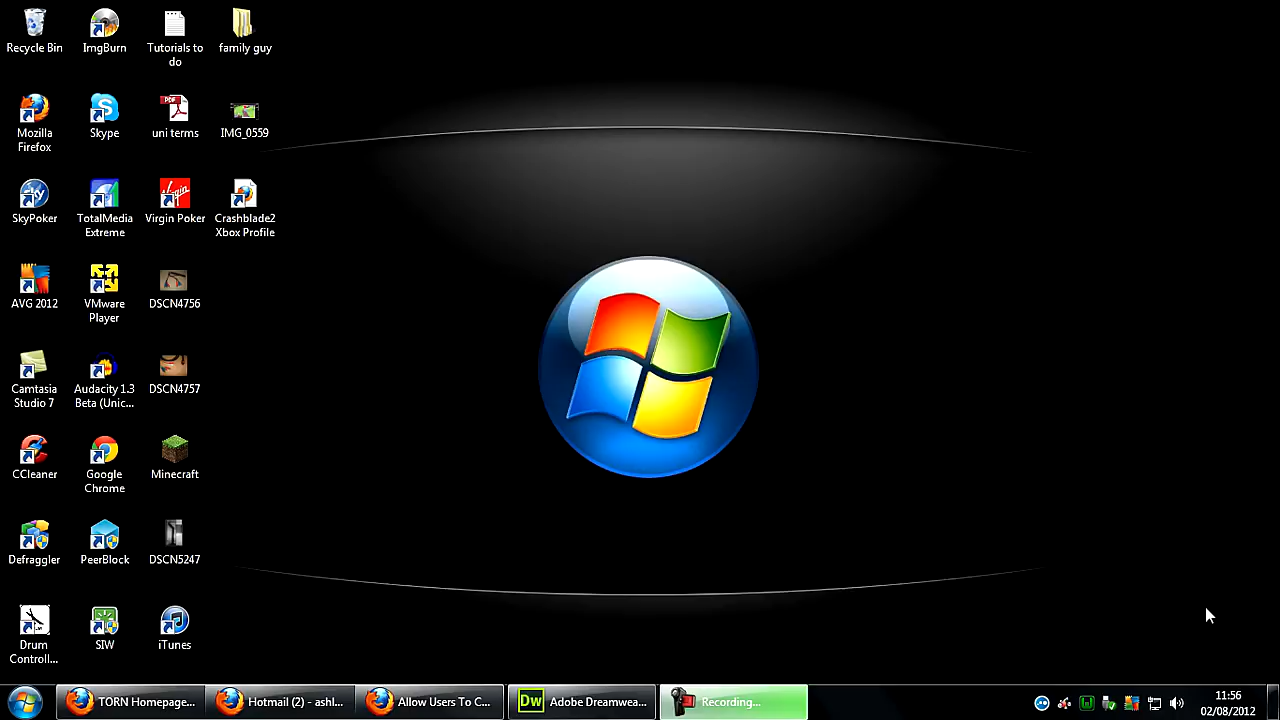 Recycle Bin
ImgBurn
Tutorials to
do
family guy
Mozilla
Firefox
Skype
uni terms
IMG_0559
SkyPoker
TotalMedia
Extreme
Virgin Poker
Crashblade2
Xbox Profile
AVG 2012
VMware
Player
DSCN4756
Camtasia
Studio 7
Audacity 1.3
Beta (Unic...
DSCN4757
CCleaner
Google
Chrome
Minecraft
Defraggler
PeerBlock
DSCN5247
Drum
Controll...
SIW
iTunes
TORN Homepage...
Hotmail (2) - ashl...
Allow Users To C...
Dw
Adobe Dreamwea...
Recording...
11:56
02/08/2012